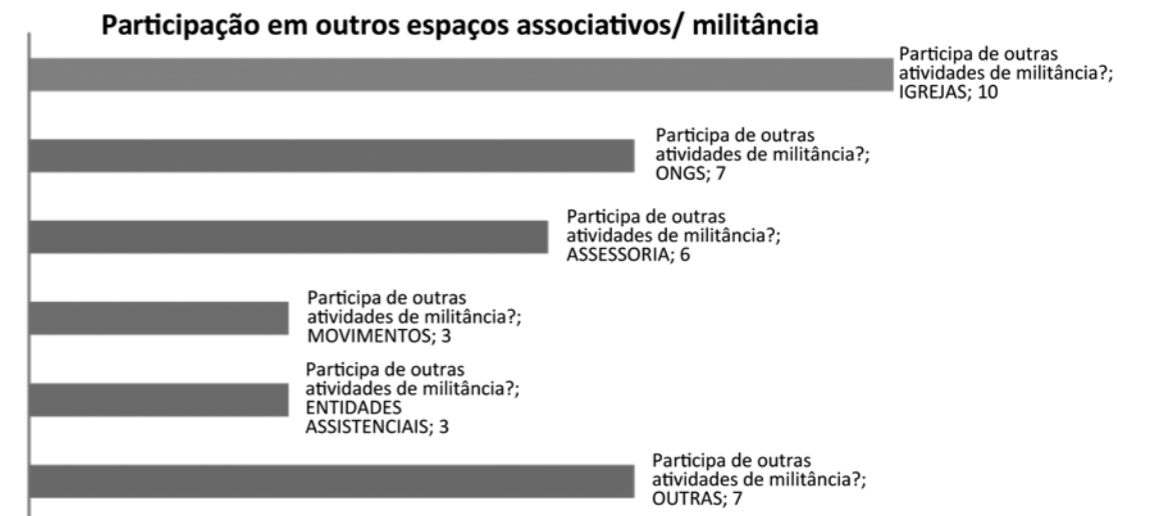 Participação em outros espaços associativos/ militância
Participa de outras
atividades de militância?;
IGREJAS; 10
Participa de outras
atividades de militância?;
ONGS; 7
Participa de outras
atividades de militância?;
ASSESSORIA; 6
Participa de outras
atividades de militância?;
MOVIMENTOS; 3
Participa de outras
atividades de militância?;
ENTIDADES
ASSISTENCIAIS; 3
Participa de outras
atividades de militância?;
OUTRAS; 7